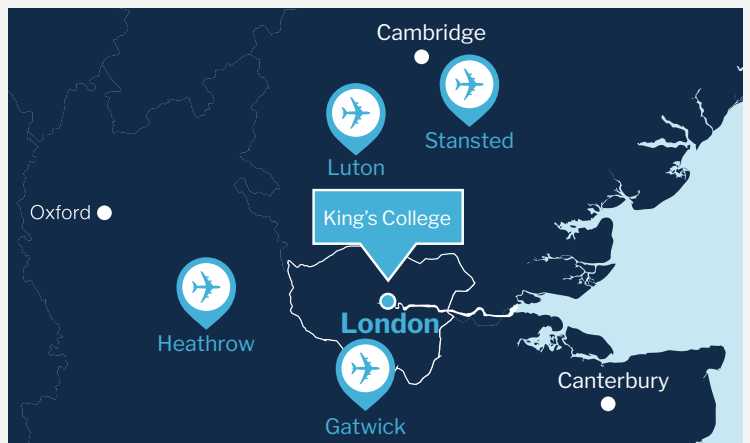 Cambridge
Stansted
Luton
Oxford
King's College
London
Heathrow
Canterbury
Gatwick